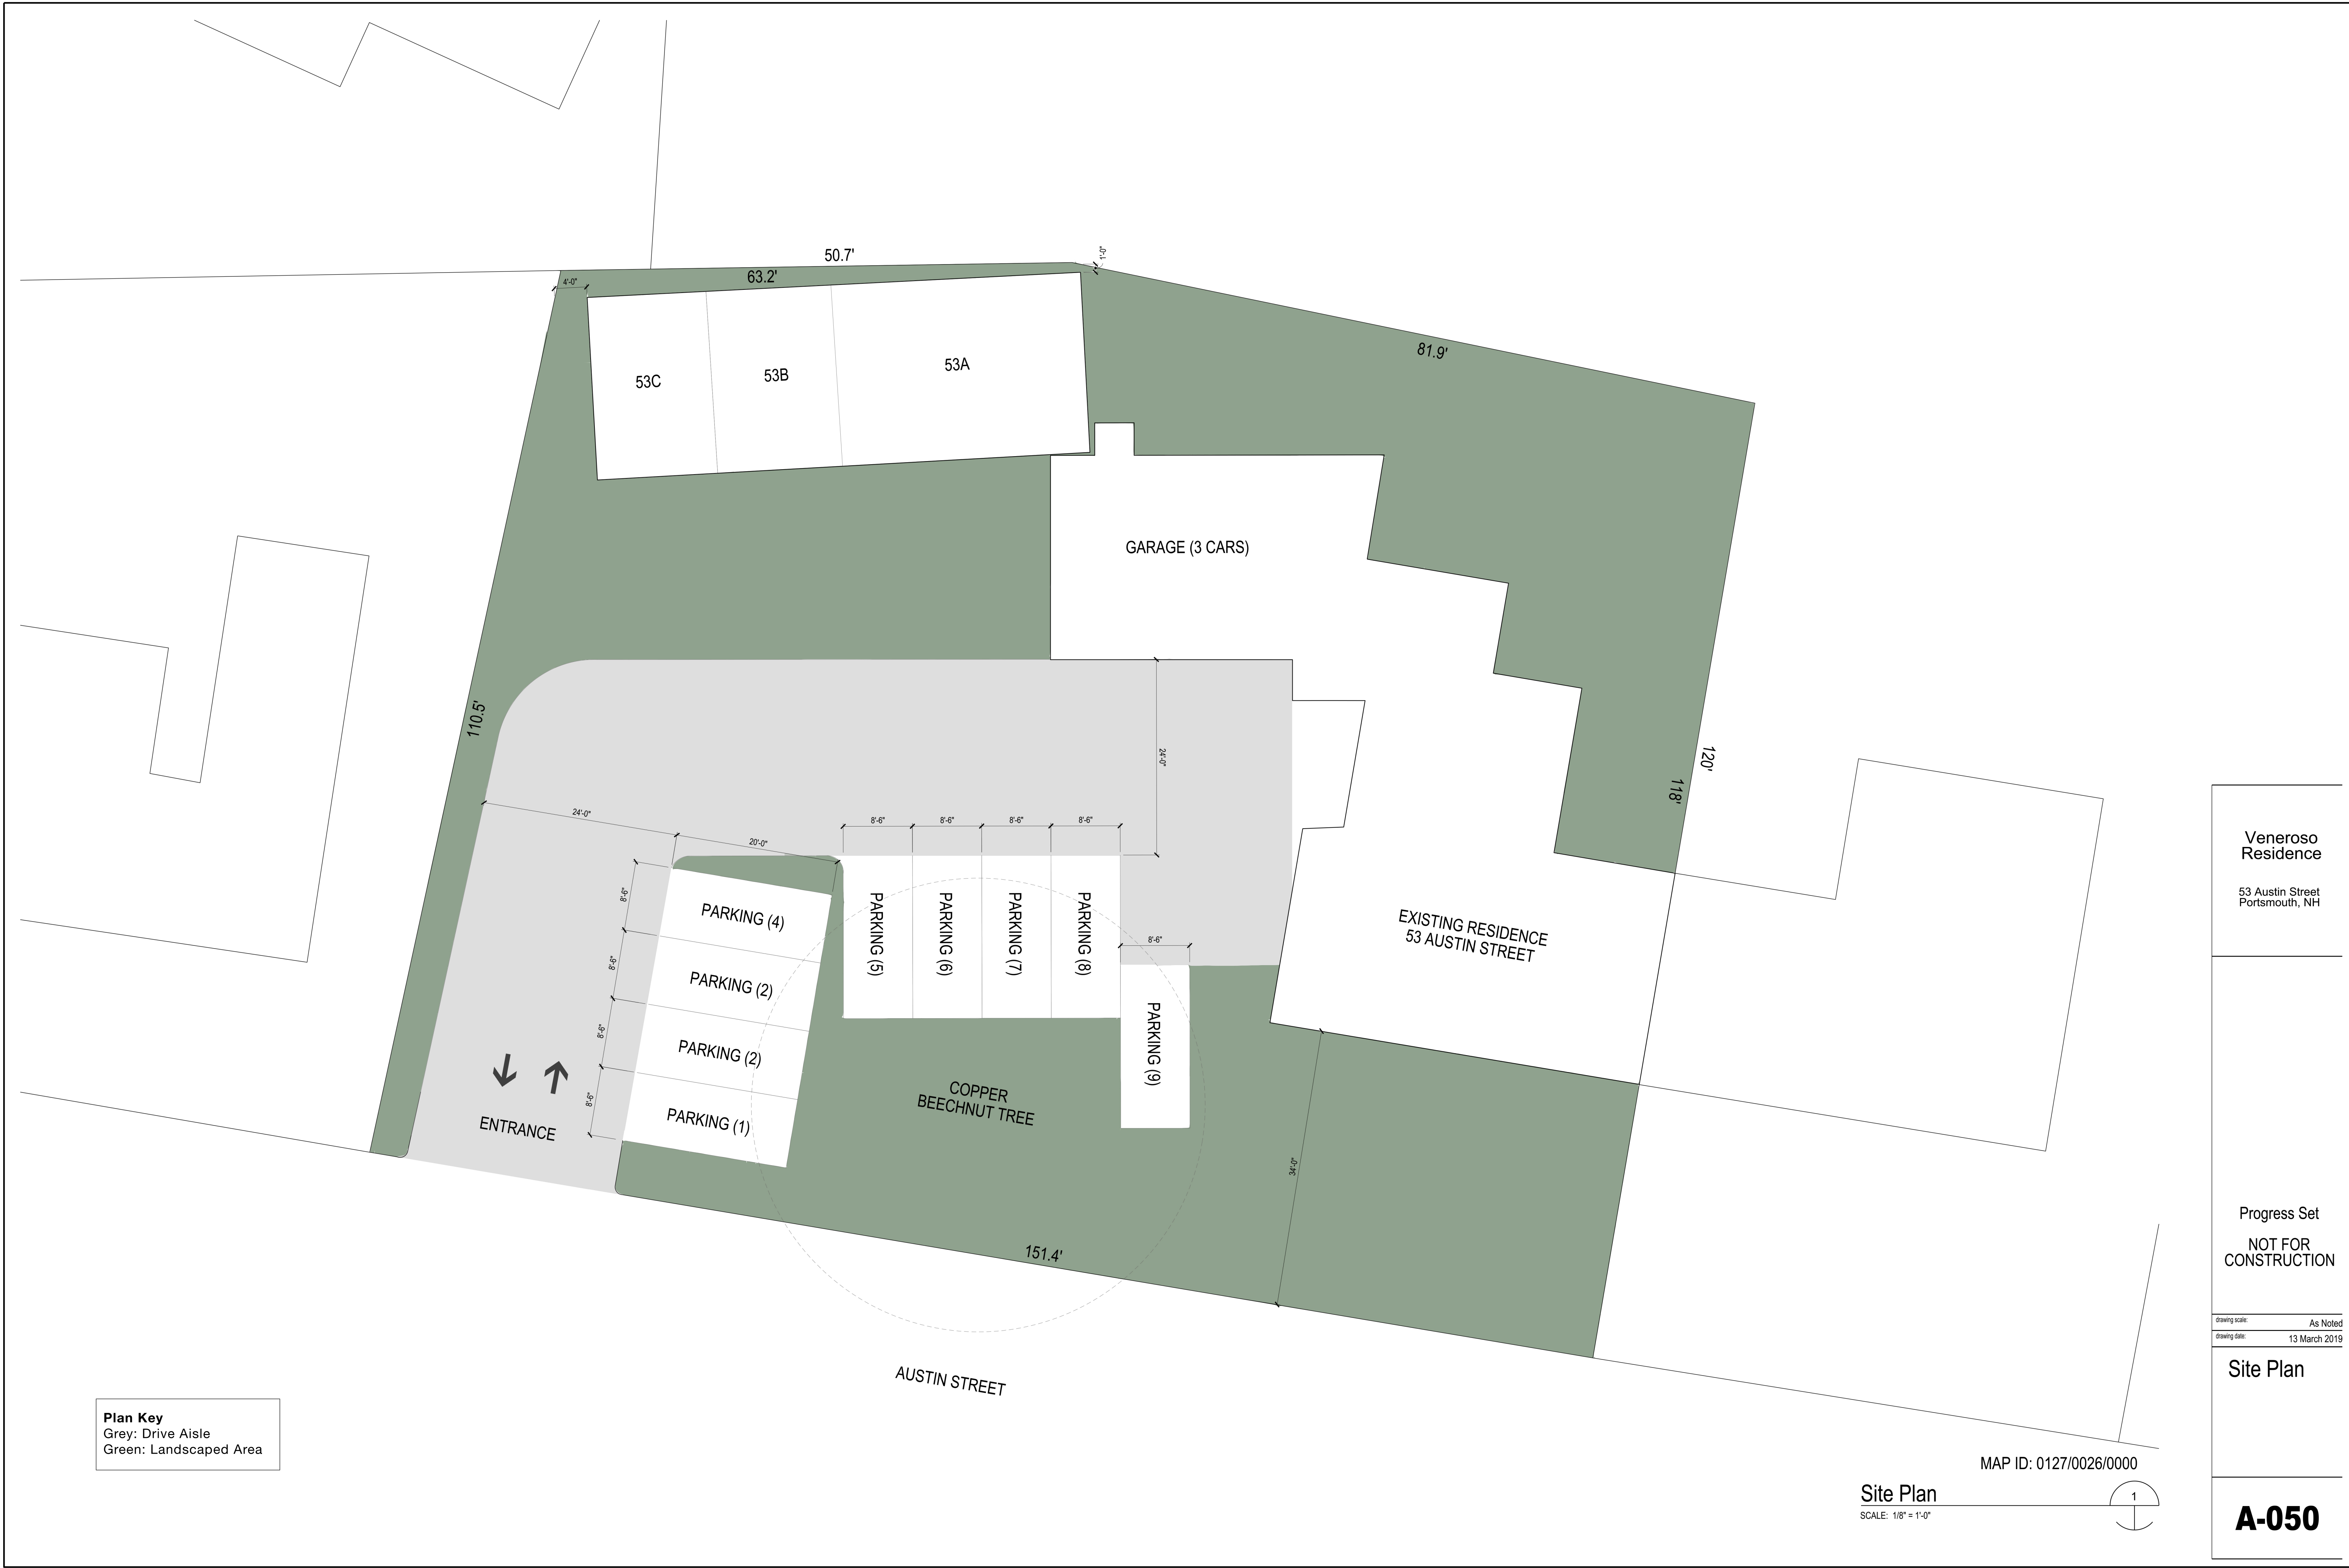 50.7'
1'-0"
63.2'
4'-0"
81.9'
53C
53B
53A
GARAGE (3 CARS)
110.5'
120'
118'
24'-0"
24'-0"
20'-0"
8'-6"
8'-6"
8'-6"
8'-6"
8'-6"
8'-6"
8'-6"
8'-6"
8'-6"
PARKING (4)
PARKING (2)
PARKING (2)
PARKING (1)
PARKING (5)
PARKING (6)
PARKING (7)
PARKING (8)
PARKING (9)
EXISTING RESIDENCE
53 AUSTIN STREET
COPPER
BEECHNUT TREE
ENTRANCE
34'-0"
151.4'
AUSTIN STREET
Plan Key
Grey: Drive Aisle
Green: Landscaped Area
MAP ID: 0127/0026/0000
Site Plan
SCALE: 1/8" = 1'-0"
1
Veneroso
Residence
53 Austin Street
Portsmouth, NH
Progress Set
NOT FOR
CONSTRUCTION
drawing scale: As Noted
drawing date: 13 March 2019
Site Plan
A-050